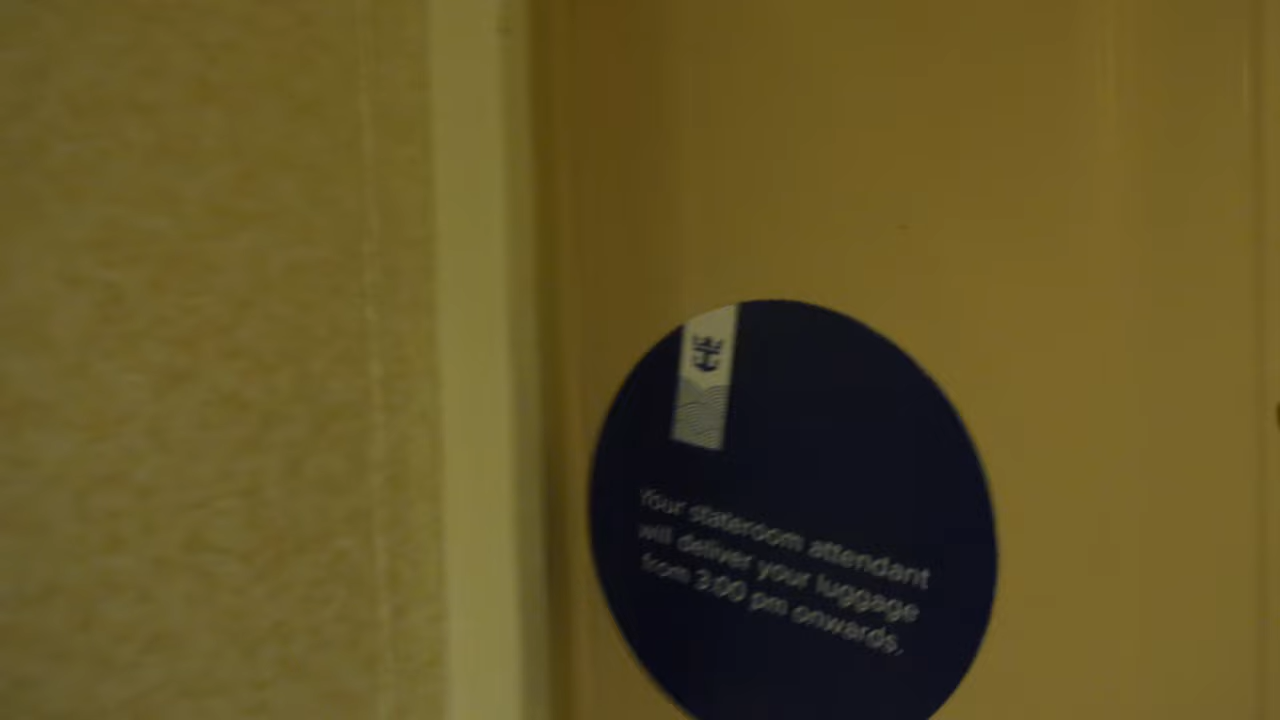 Your stateroom attendant
will deliver your luggage
from 3:00 pm onwards.